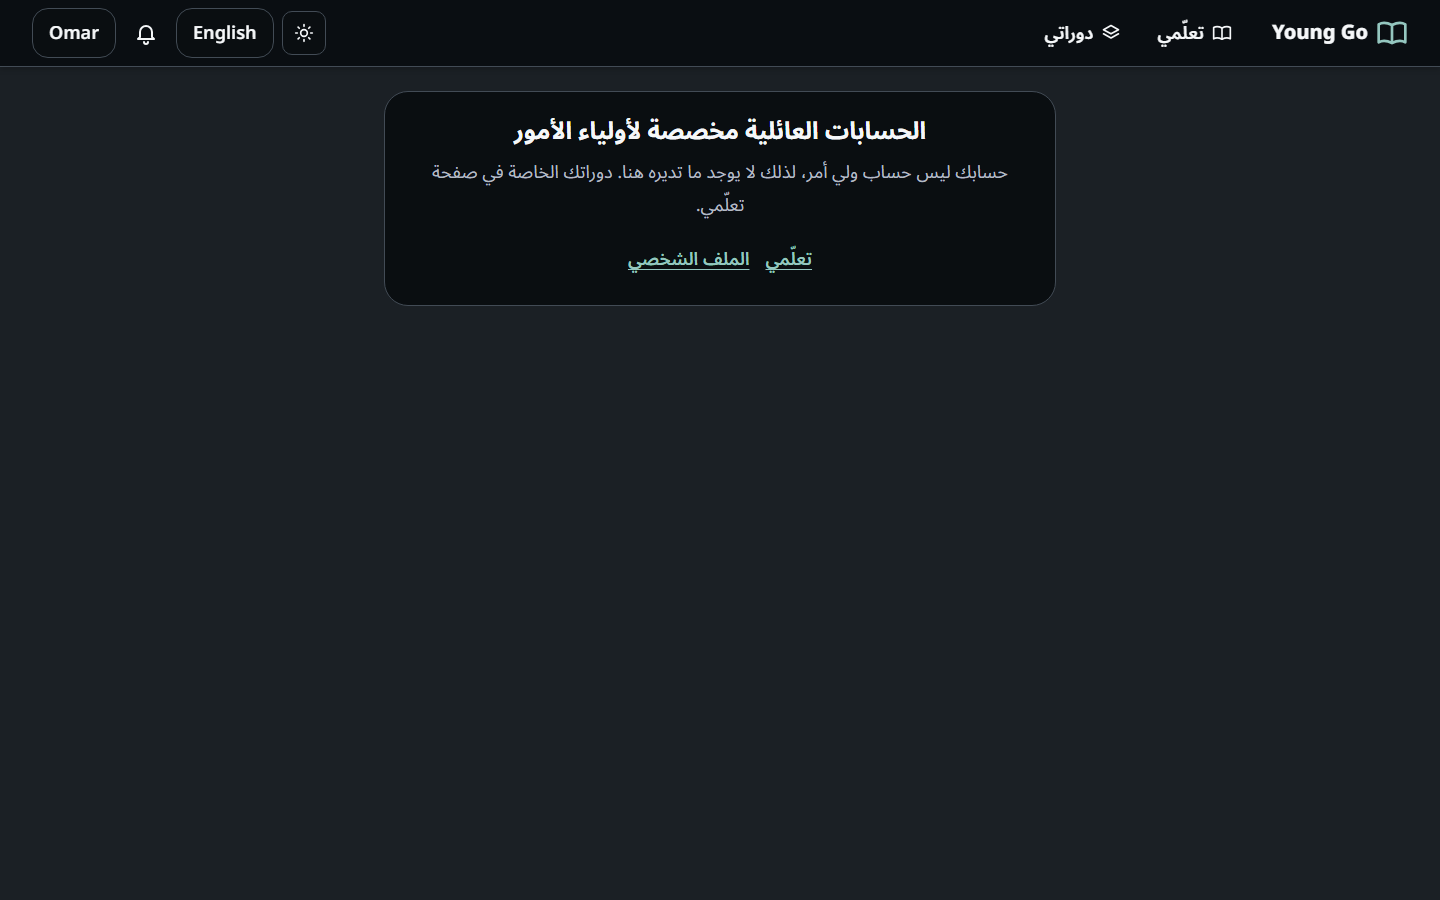 Young Go
تعلّمي
دوراتي
English
Omar
الحسابات العائلية مخصصة لأولياء الأمور
حسابك ليس حساب ولي أمر، لذلك لا يوجد ما تديره هنا. دوراتك الخاصة في صفحة
تعلّمي.
تعلّمي الملف الشخصي